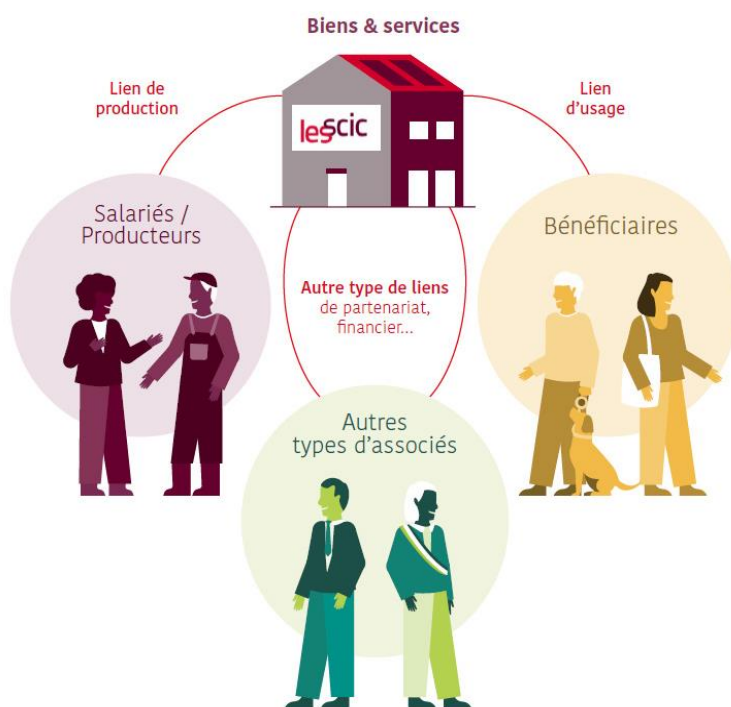 Biens & services
Lien de
production
Lien
d'usage
lesscic
Salariés /
Producteurs
Bénéficiaires
Autre type de liens
de partenariat,
financier...
Autres
types d'associés